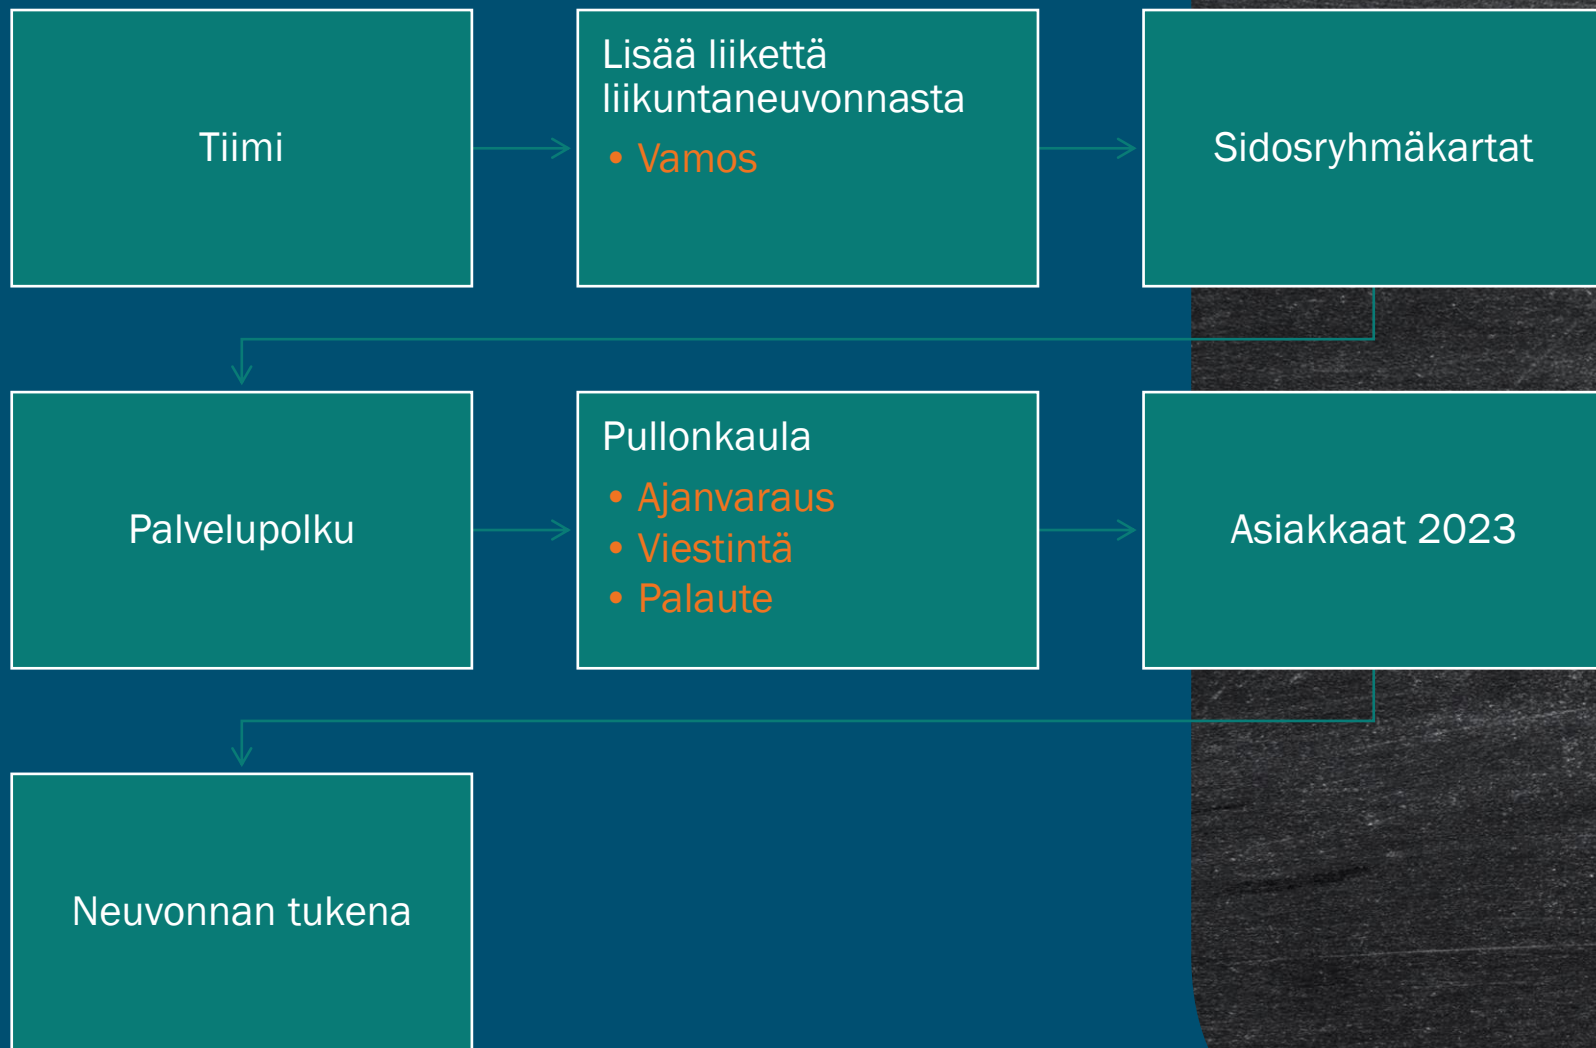 Tiimi
Lisää liikettä
liikuntaneuvonnasta
• Vamos
Sidosryhmäkartat
Palvelupolku
Pullonkaula
• Ajanvaraus
• Viestintä
• Palaute
Asiakkaat 2023
Neuvonnan tukena